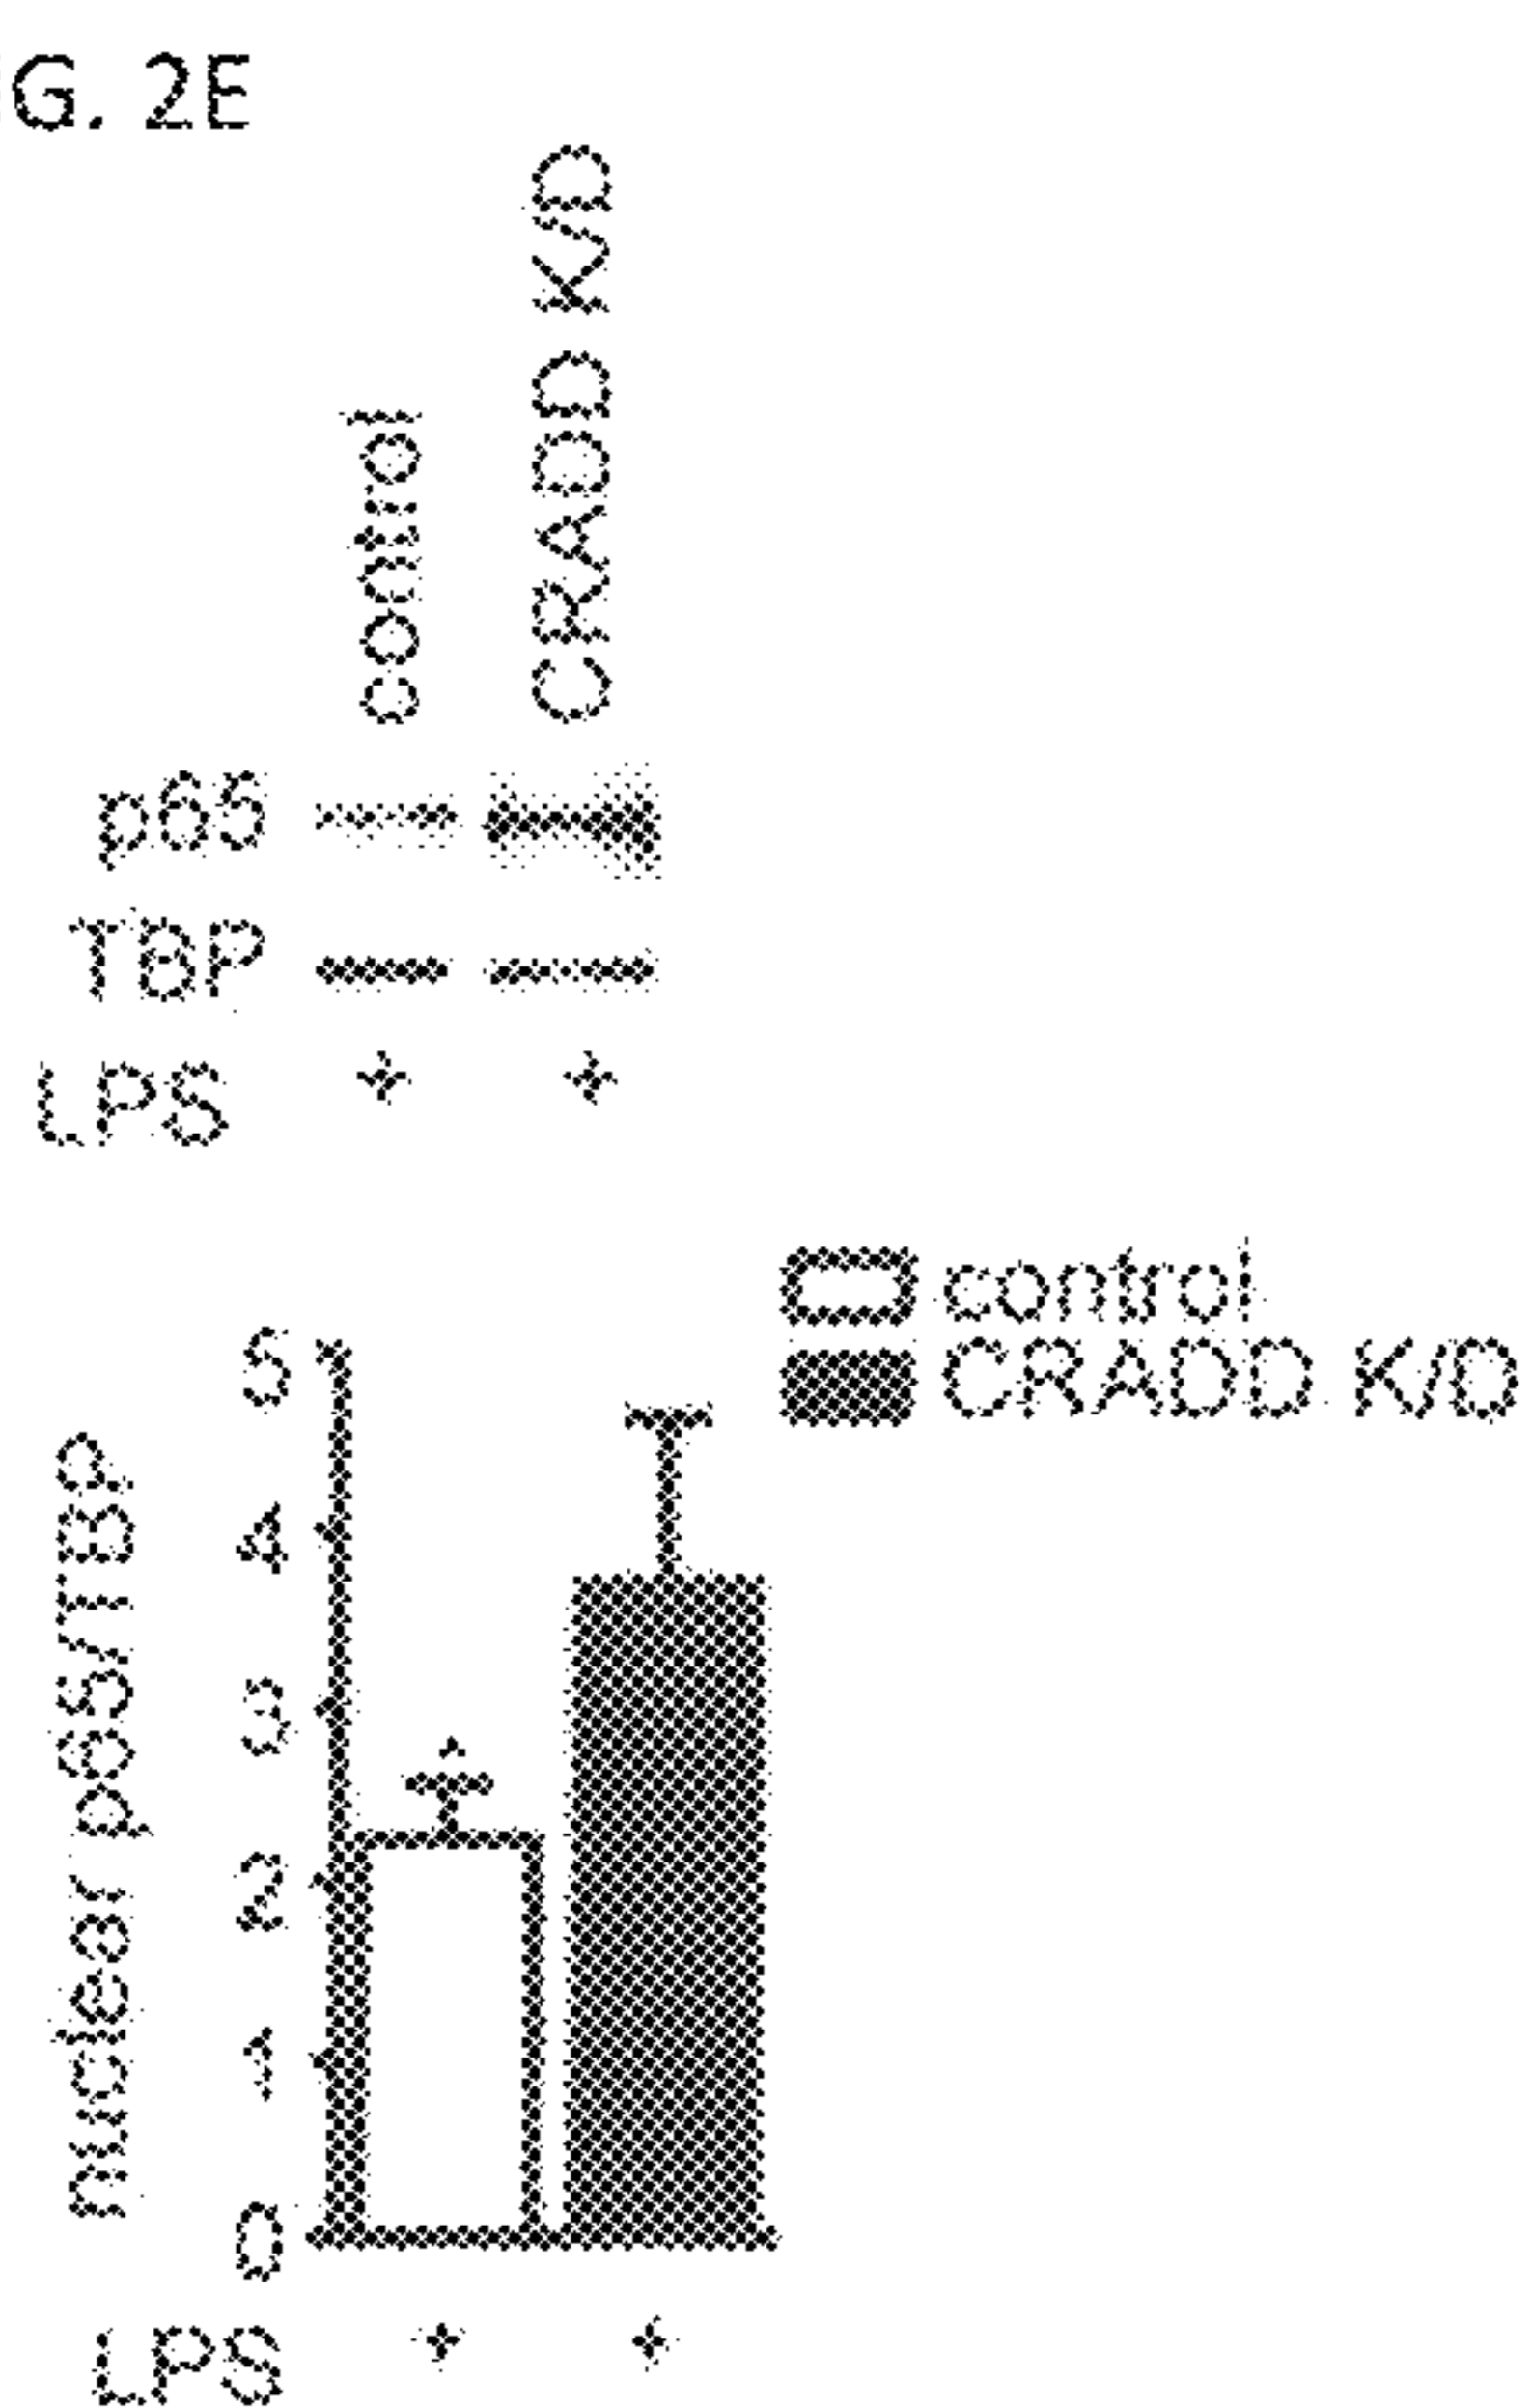 G. 2E
control
CRADD K/D
p65
TBP
LPS + +
control
CRADD K/D
nuclear p65/TBP
5
4
3
2
1
0
*
LPS + +